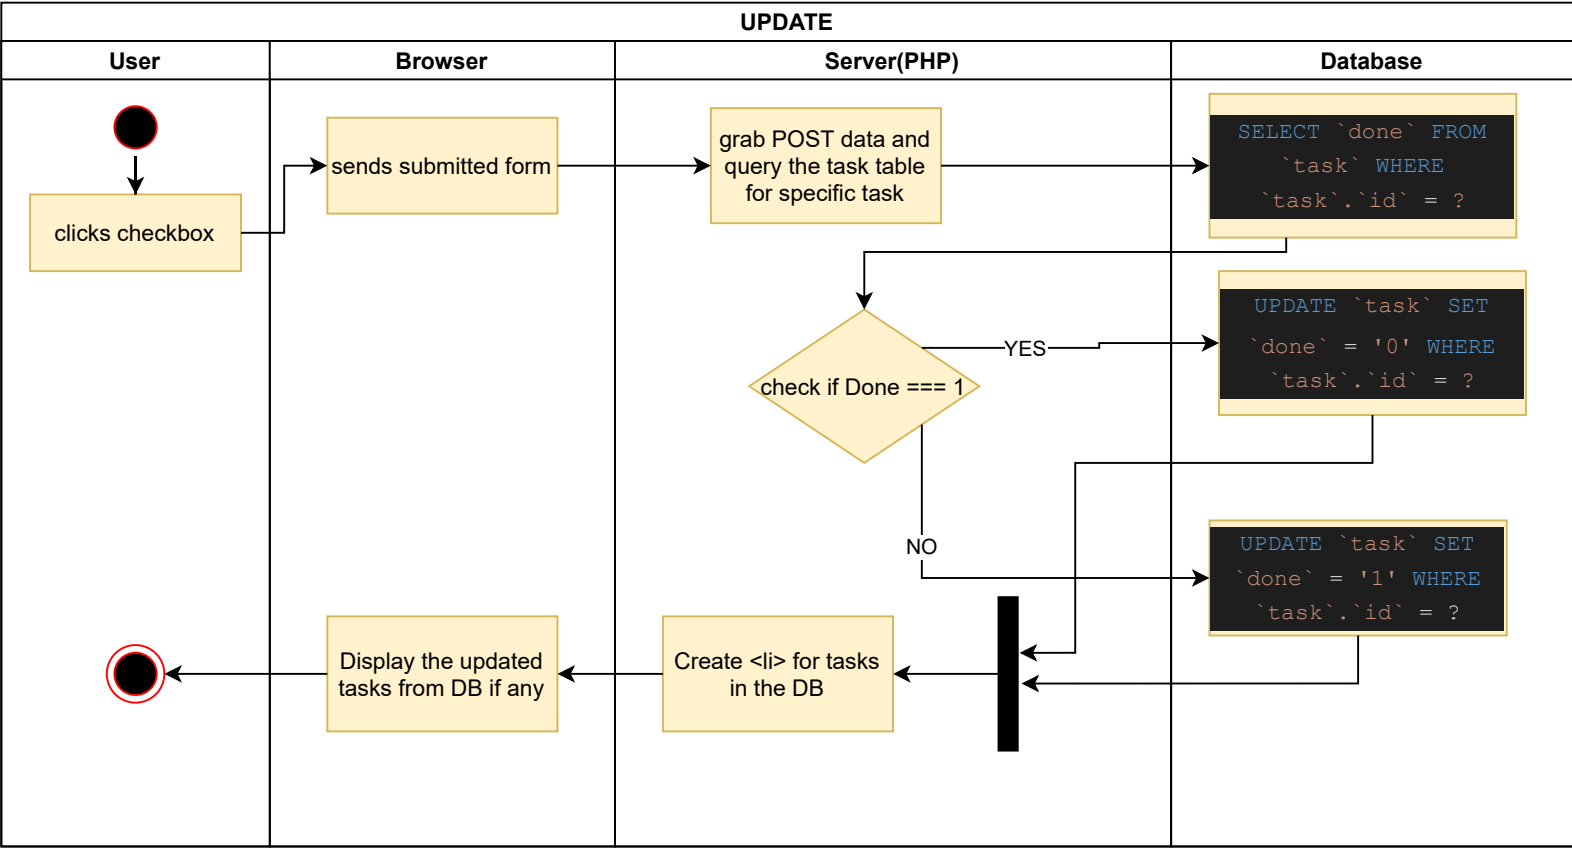 UPDATE
User
Browser
Server(PHP)
Database
clicks checkbox
sends submitted form
grab POST data and
query the task table
for specific task
SELECT `done` FROM
`task` WHERE
`task`.`id` = ?
check if Done === 1
YES
UPDATE `task` SET
`done` = '0' WHERE
`task`.`id` = ?
NO
UPDATE `task` SET
`done` = '1' WHERE
`task`.`id` = ?
Create <li> for tasks
in the DB
Display the updated
tasks from DB if any